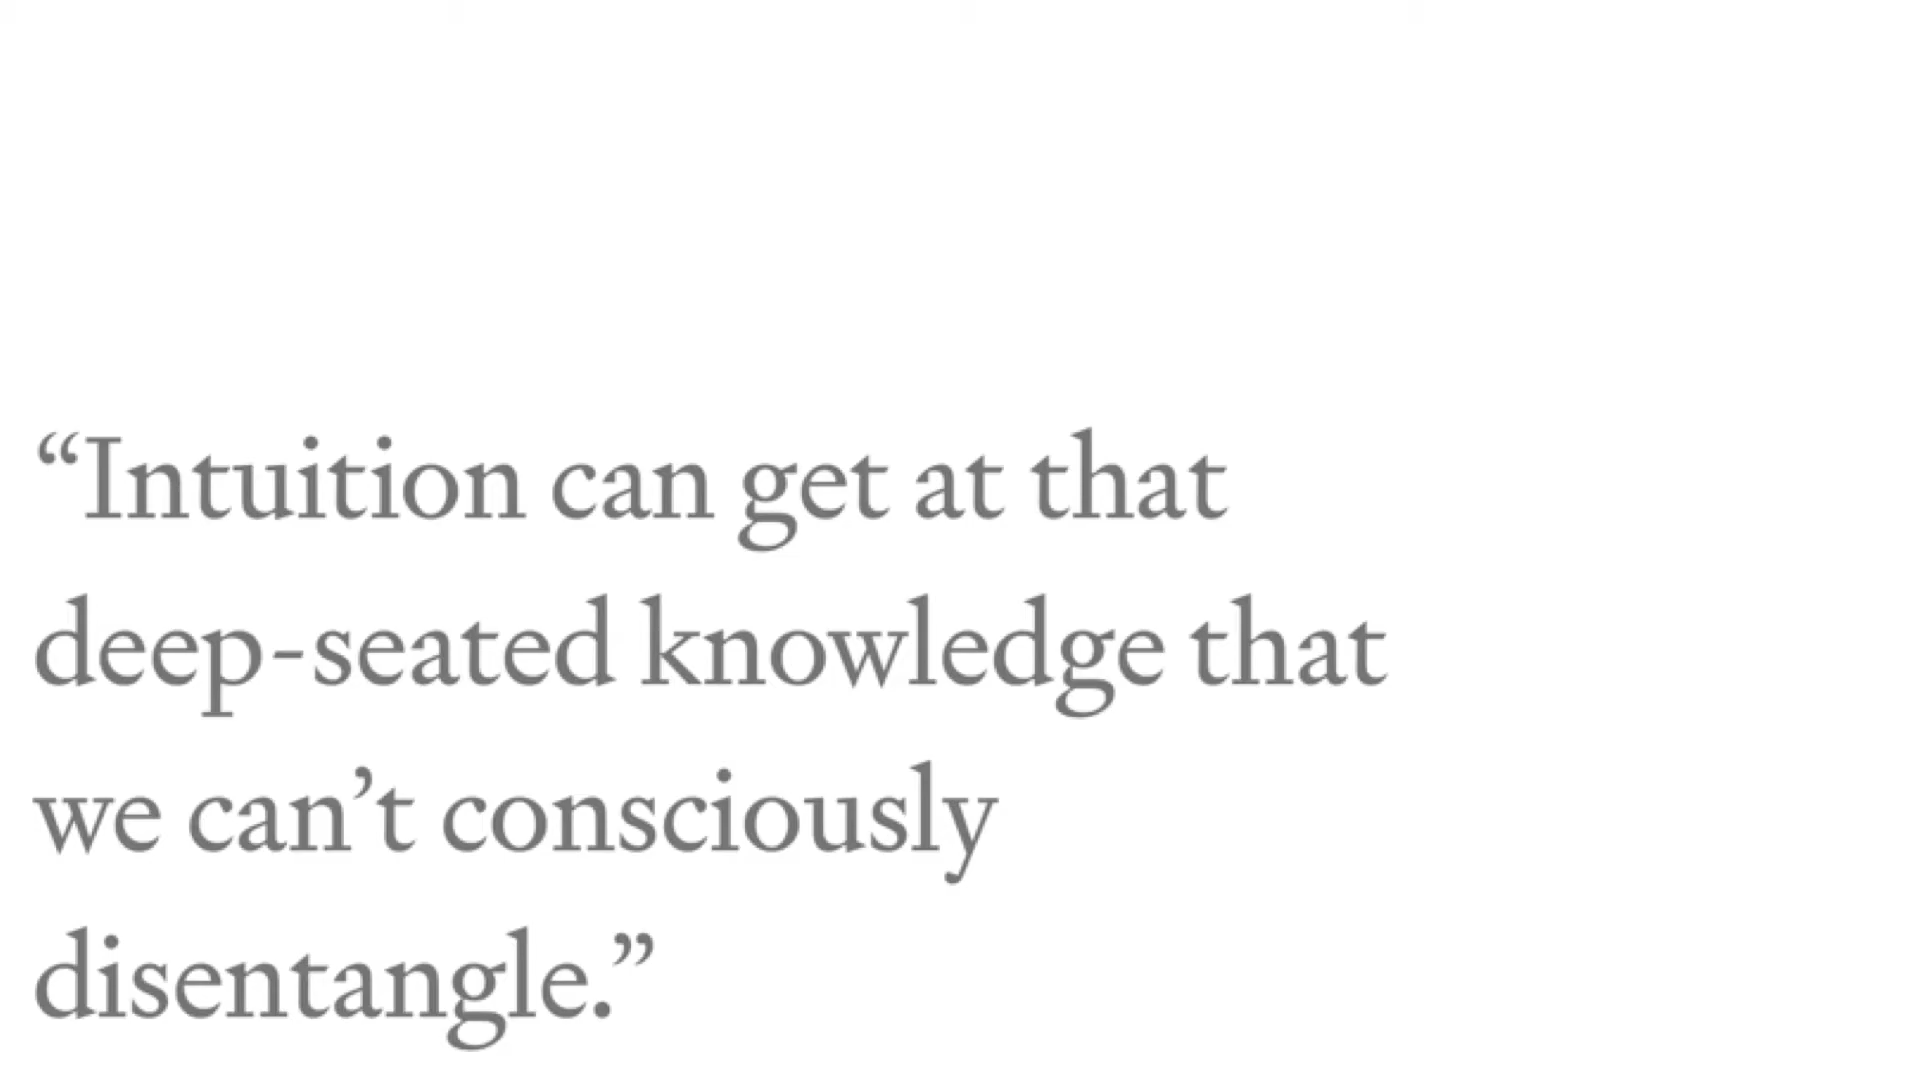 “Intuition can get at that
deep-seated knowledge that
we can’t consciously
disentangle.”